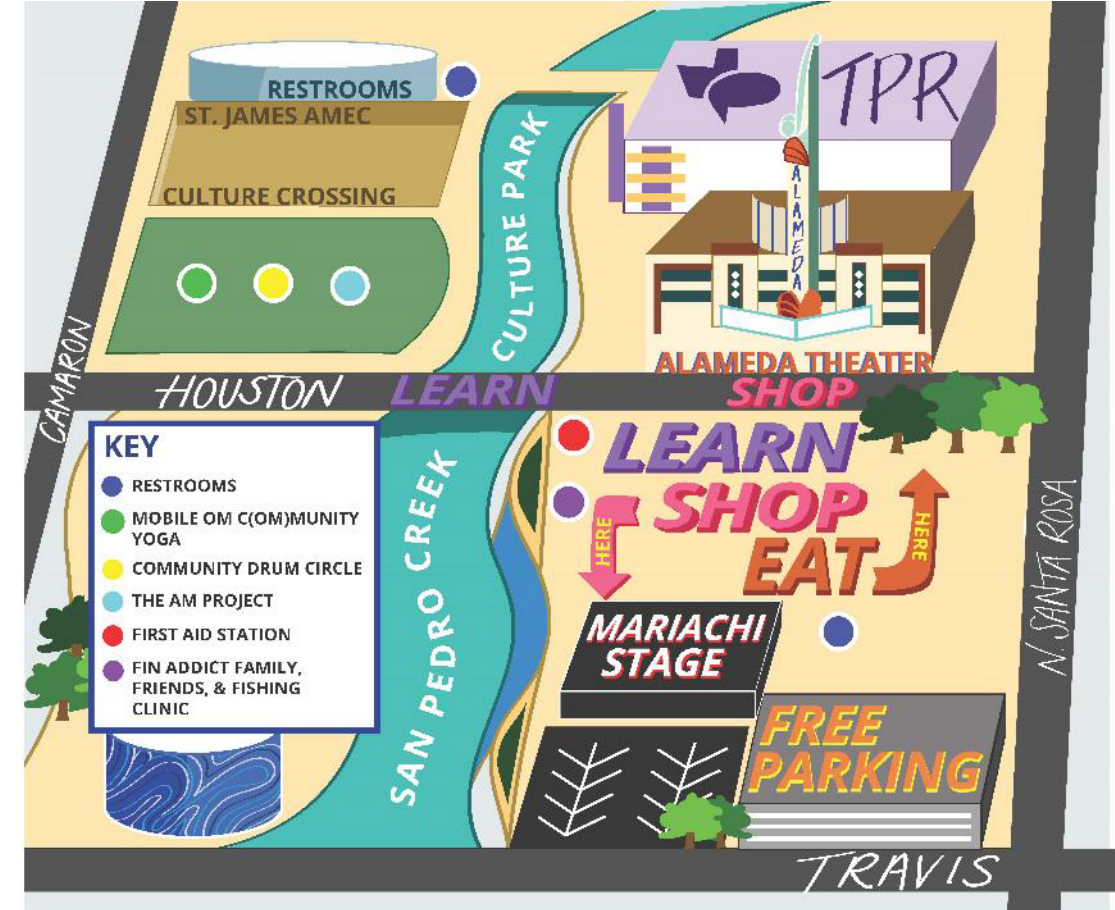 RESTROOMS
ST. JAMES AMEC
CULTURE CROSSING
CULTURE PARK
TPR
ALAMEDA
ALAMEDA THEATER
CAMARON
HOUSTON
LEARN
SHOP
KEY
RESTROOMS
MOBILE OM C(OM)MUNITY
YOGA
COMMUNITY DRUM CIRCLE
THE AM PROJECT
FIRST AID STATION
FIN ADDICT FAMILY,
FRIENDS, & FISHING
CLINIC
SAN PEDRO CREEK
LEARN
SHOP
EAT
HERE
HERE
MARIACHI
STAGE
FREE
PARKING
N. SANTA ROSA
TRAVIS